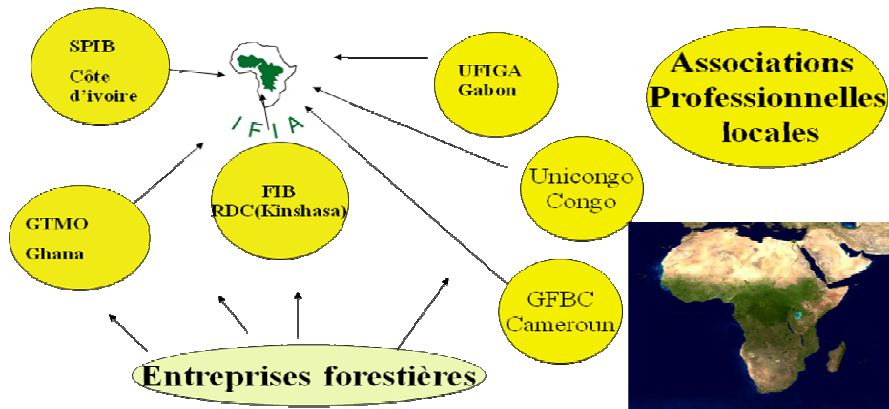 SPIB
Côte
d'ivoire
IFIA
UFIGA
Gabon
Associations
Professionnelles
locales
FIB
RDC(Kinshasa)
Unicongo
Congo
GTMO
Ghana
GFBC
Cameroun
Entreprises forestières